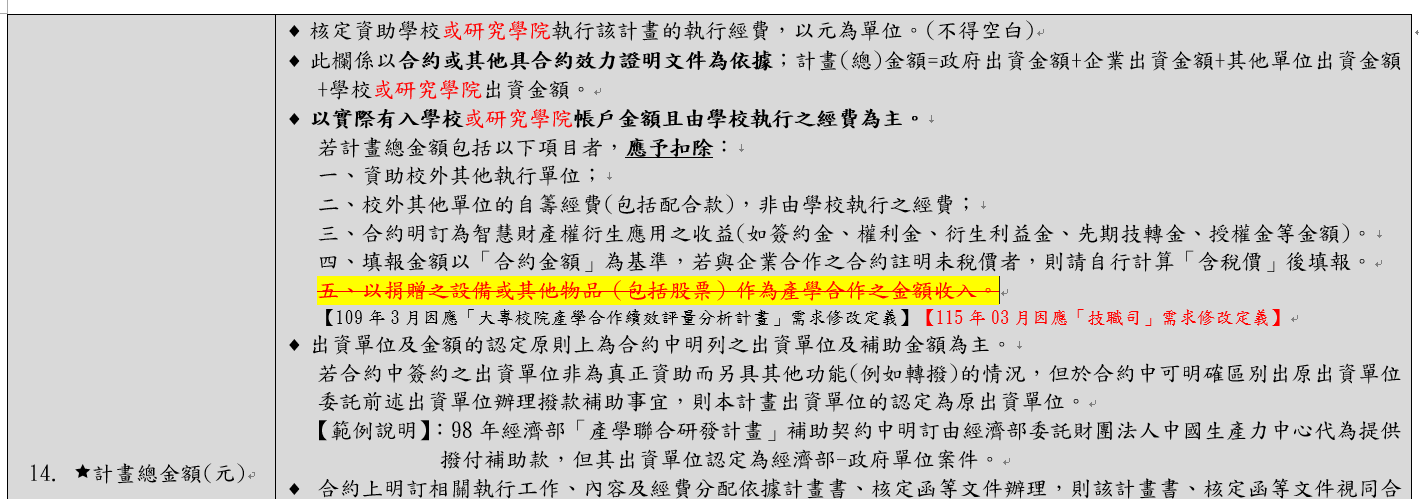 ♦ 核定資助學校或研究學院執行該計畫的執行經費，以元為單位。(不得空白)
♦ 此欄係以合約或其他具合約效力證明文件為依據；計畫(總)金額=政府出資金額+企業出資金額+其他單位出資金額
+學校或研究學院出資金額。
♦ 以實際有入學校或研究學院帳戶金額且由學校執行之經費為主。
若計畫總金額包括以下項目者，應予扣除：
一、資助校外其他執行單位；
二、校外其他單位的自籌經費(包括配合款)，非由學校執行之經費；
三、合約明訂為智慧財產權衍生應用之收益(如簽約金、權利金、衍生利益金、先期技轉金、授權金等金額)。
四、填報金額以「合約金額」為基準，若與企業合作之合約註明未稅價者，則請自行計算「含稅價」後填報。
五、以捐贈之設備或其他物品（包括股票）作為產學合作之金額收入。
【109 年 3 月因應「大專校院產學合作績效評量分析計畫」需求修改定義】【115 年 03 月因應「技職司」需求修改定義】
♦ 出資單位及金額的認定原則上為合約中明列之出資單位及補助金額為主。
若合約中簽約之出資單位非為真正資助而另具其他功能(例如轉撥)的情況，但於合約中可明確區別出原出資單位
委託前述出資單位辦理撥款補助事宜，則本計畫出資單位的認定為原出資單位。
【範例說明】：98 年經濟部「產學聯合研發計畫」補助契約中明訂由經濟部委託財團法人中國生產力中心代為提供
撥付補助款，但其出資單位認定為經濟部-政府單位案件。
14. ★計畫總金額(元)
♦ 合約上明訂相關執行工作、內容及經費分配依據計畫書、核定函等文件辦理，則該計畫書、核定函等文件視同合